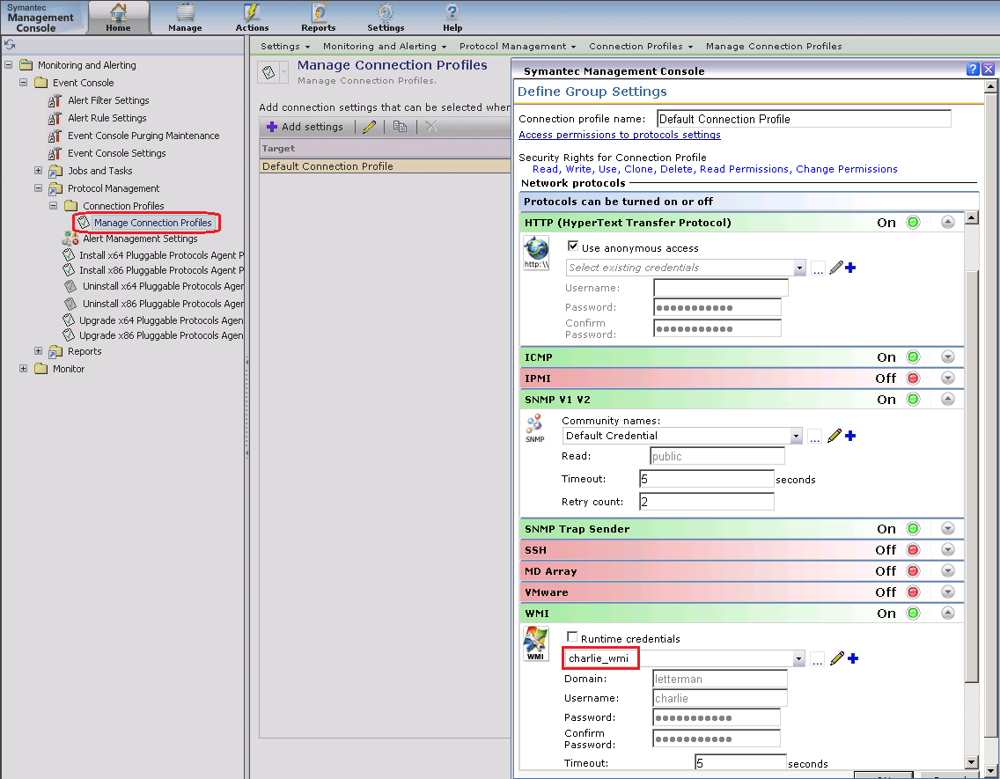 Symantec
Management
Console
Home
Manage
Actions
Reports
Settings
Help
Monitoring and Alerting
Event Console
Alert Filter Settings
Alert Rule Settings
Event Console Purging Maintenance
Event Console Settings
Jobs and Tasks
Protocol Management
Connection Profiles
Manage Connection Profiles
Alert Management Settings
Install x64 Pluggable Protocols Agent P
Install x86 Pluggable Protocols Agent P
Uninstall x64 Pluggable Protocols Agen
Uninstall x86 Pluggable Protocols Agen
Upgrade x64 Pluggable Protocols Agen
Upgrade x86 Pluggable Protocols Agen
Reports
Monitor
Settings Monitoring and Alerting Protocol Management Connection Profiles Manage Connection Profiles
Manage Connection Profiles
Manage Connection Profiles.
Add connection settings that can be selected when
Add settings
Target
Default Connection Profile
Symantec Management Console
Define Group Settings
Connection profile name: Default Connection Profile
Access permissions to protocols settings
Security Rights for Connection Profile
Read, Write, Use, Clone, Delete, Read Permissions, Change Permissions
Network protocols
Protocols can be turned on or off
HTTP (HyperText Transfer Protocol) On
http:\\
Use anonymous access
Select existing credentials ...
Username:
Password: ●●●●●●●●●●●
Confirm
Password: ●●●●●●●●●●●
ICMP On
IPMI Off
SNMP V1 V2 On
SNMP
Community names:
Default Credential ...
Read: public
Timeout: 5 seconds
Retry count: 2
SNMP Trap Sender On
SSH Off
MD Array Off
VMware Off
WMI On
WMI
Runtime credentials
charlie_wmi ...
Domain: letterman
Username: charlie
Password: ●●●●●●●●●●●
Confirm
Password: ●●●●●●●●●●●
Timeout: 5 seconds